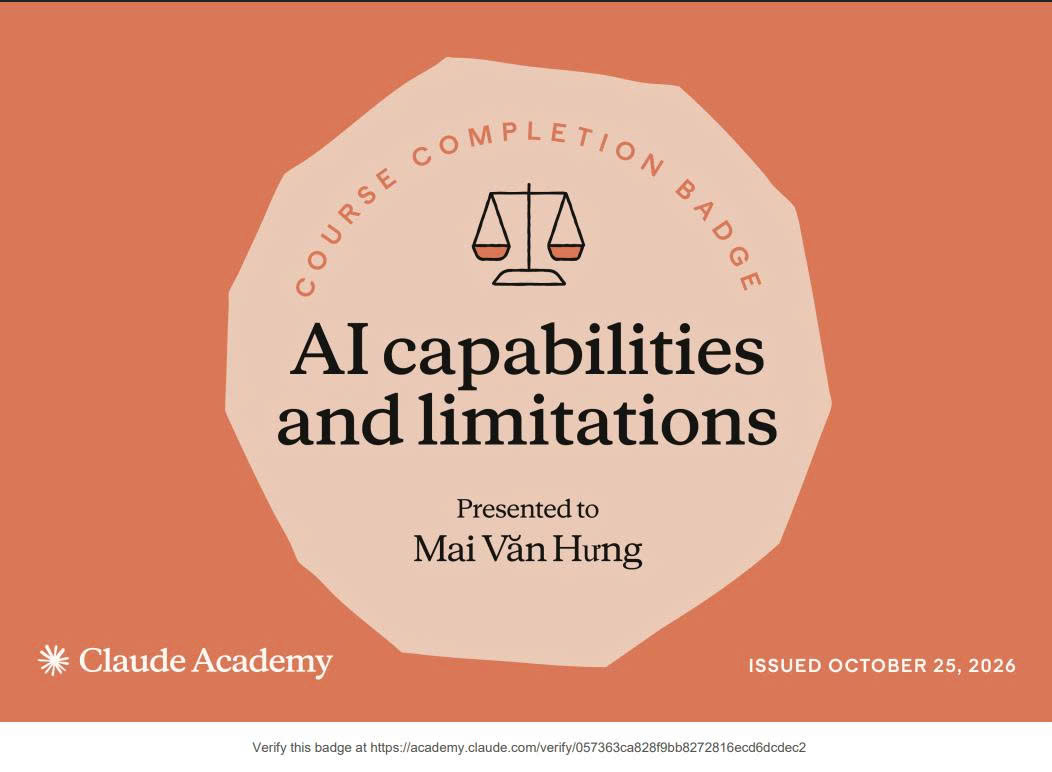 COURSE COMPLETION BADGE
AI capabilities
and limitations
Presented to
Mai Văn Hưng
Claude Academy
ISSUED OCTOBER 25, 2026
Verify this badge at https://academy.claude.com/verify/057363ca828f9bb8272816ecd6dcdec2